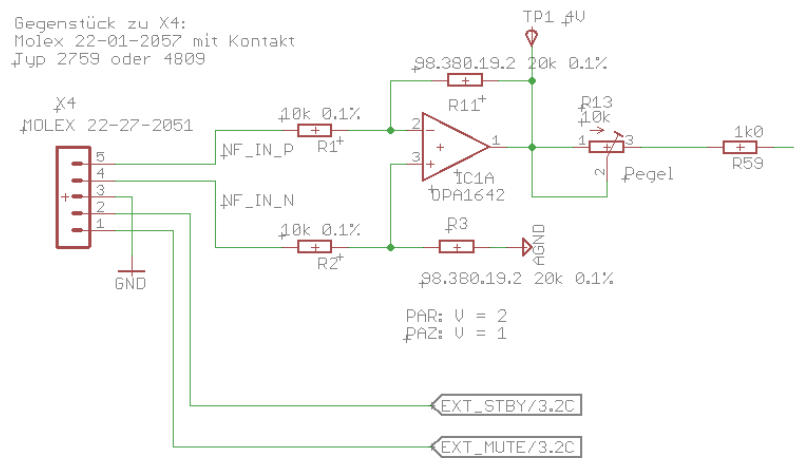 Gegenstück zu X4:
Molex 22-01-2057 mit Kontakt
Typ 2759 oder 4809
TP1 4V
98.380.19.2 20k 0.1%
R11
X4
MOLEX 22-27-2051
10k 0.1%
R1
R13
10k
1k0
R59
5
4
3
2
1
NF_IN_P
NF_IN_N
2
3
1
IC1A
OPA1642
1
3
2
Pegel
10k 0.1%
R2
R3
AGND
GND
98.380.19.2 20k 0.1%
PAR: V = 2
PAZ: V = 1
EXT_STBY/3.2C
EXT_MUTE/3.2C